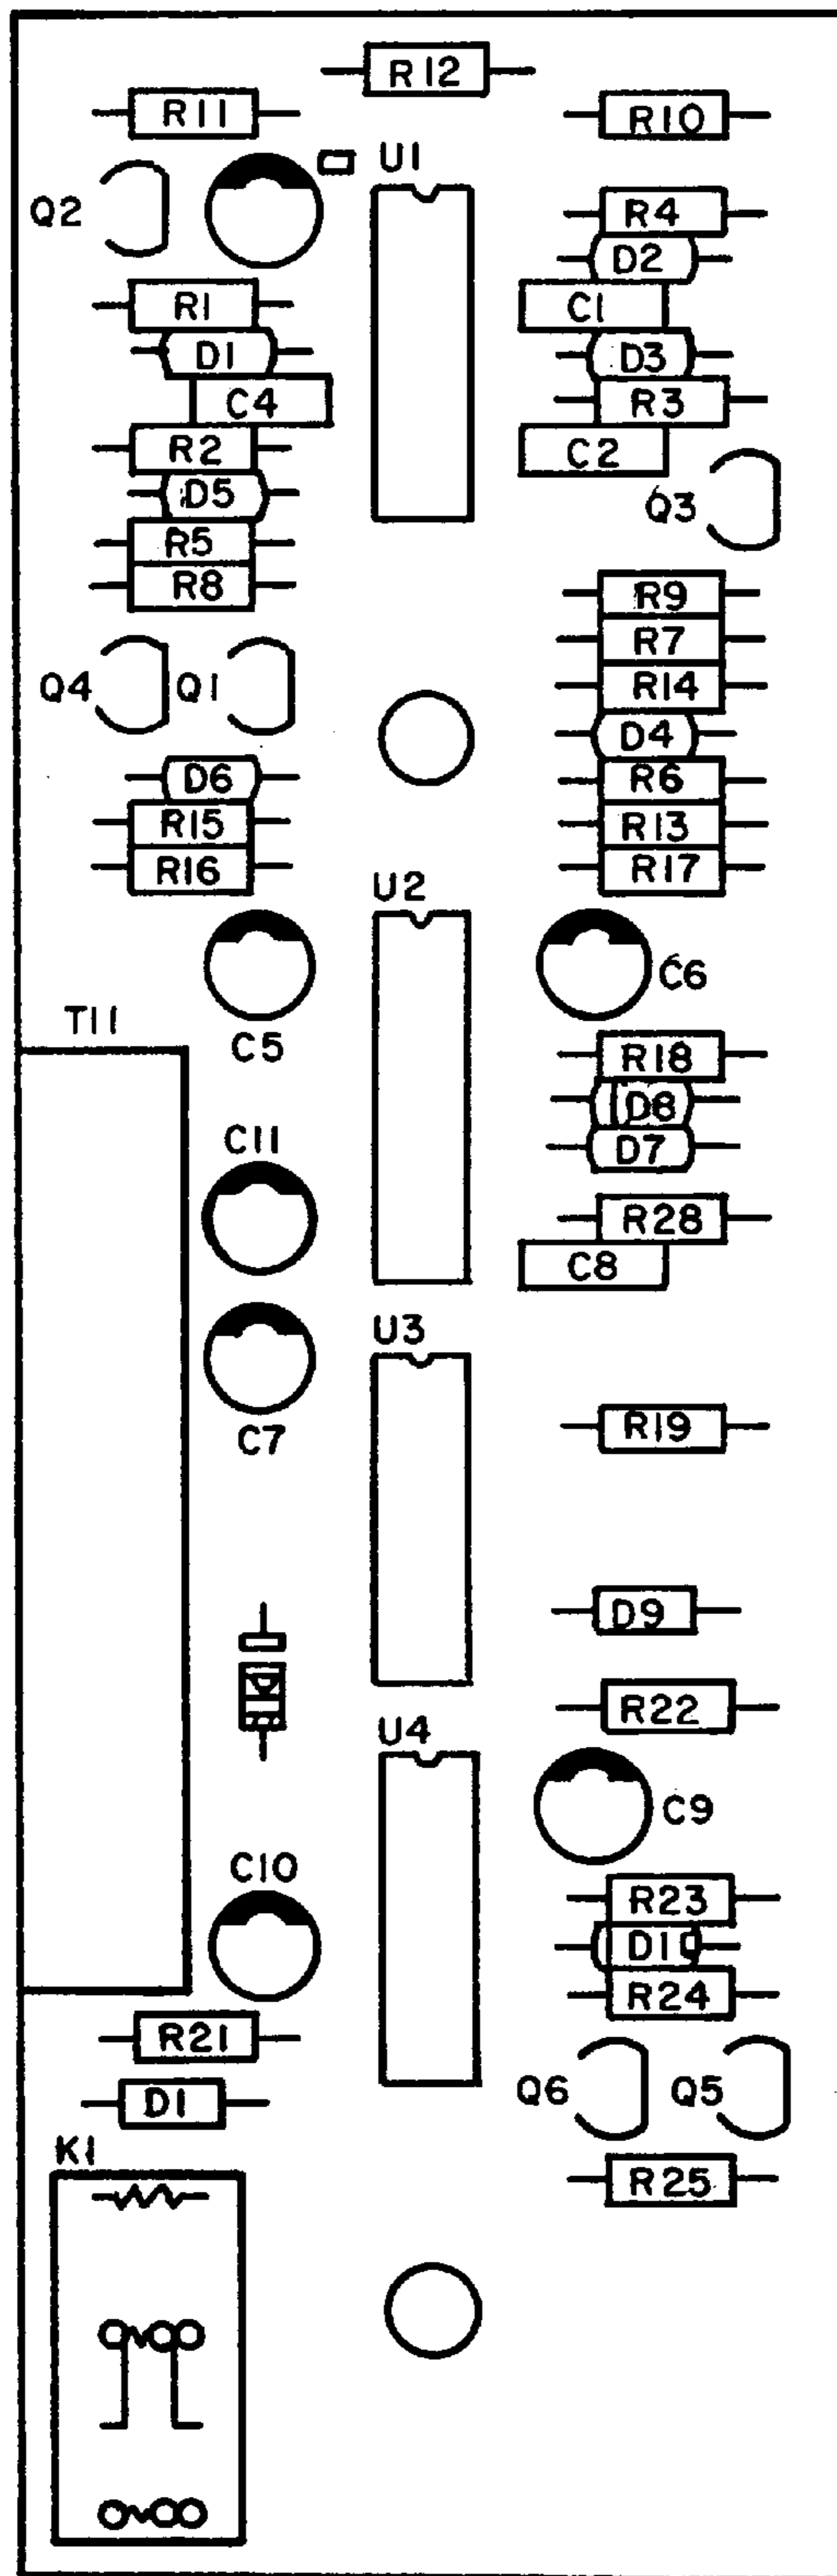 R12
R11
R10
U1
Q2
R4
D2
R1
C1
D1
D3
C4
R3
R2
C2
D5
Q3
R5
R8
R9
R7
Q4
Q1
R14
D4
D6
R6
R15
R13
R16
R17
U2
C6
T11
C5
R18
D8
C11
D7
R28
C8
U3
C7
R19
D9
R22
U4
C9
C10
R23
D1
R24
R21
Q6
Q5
D1
K1
R25